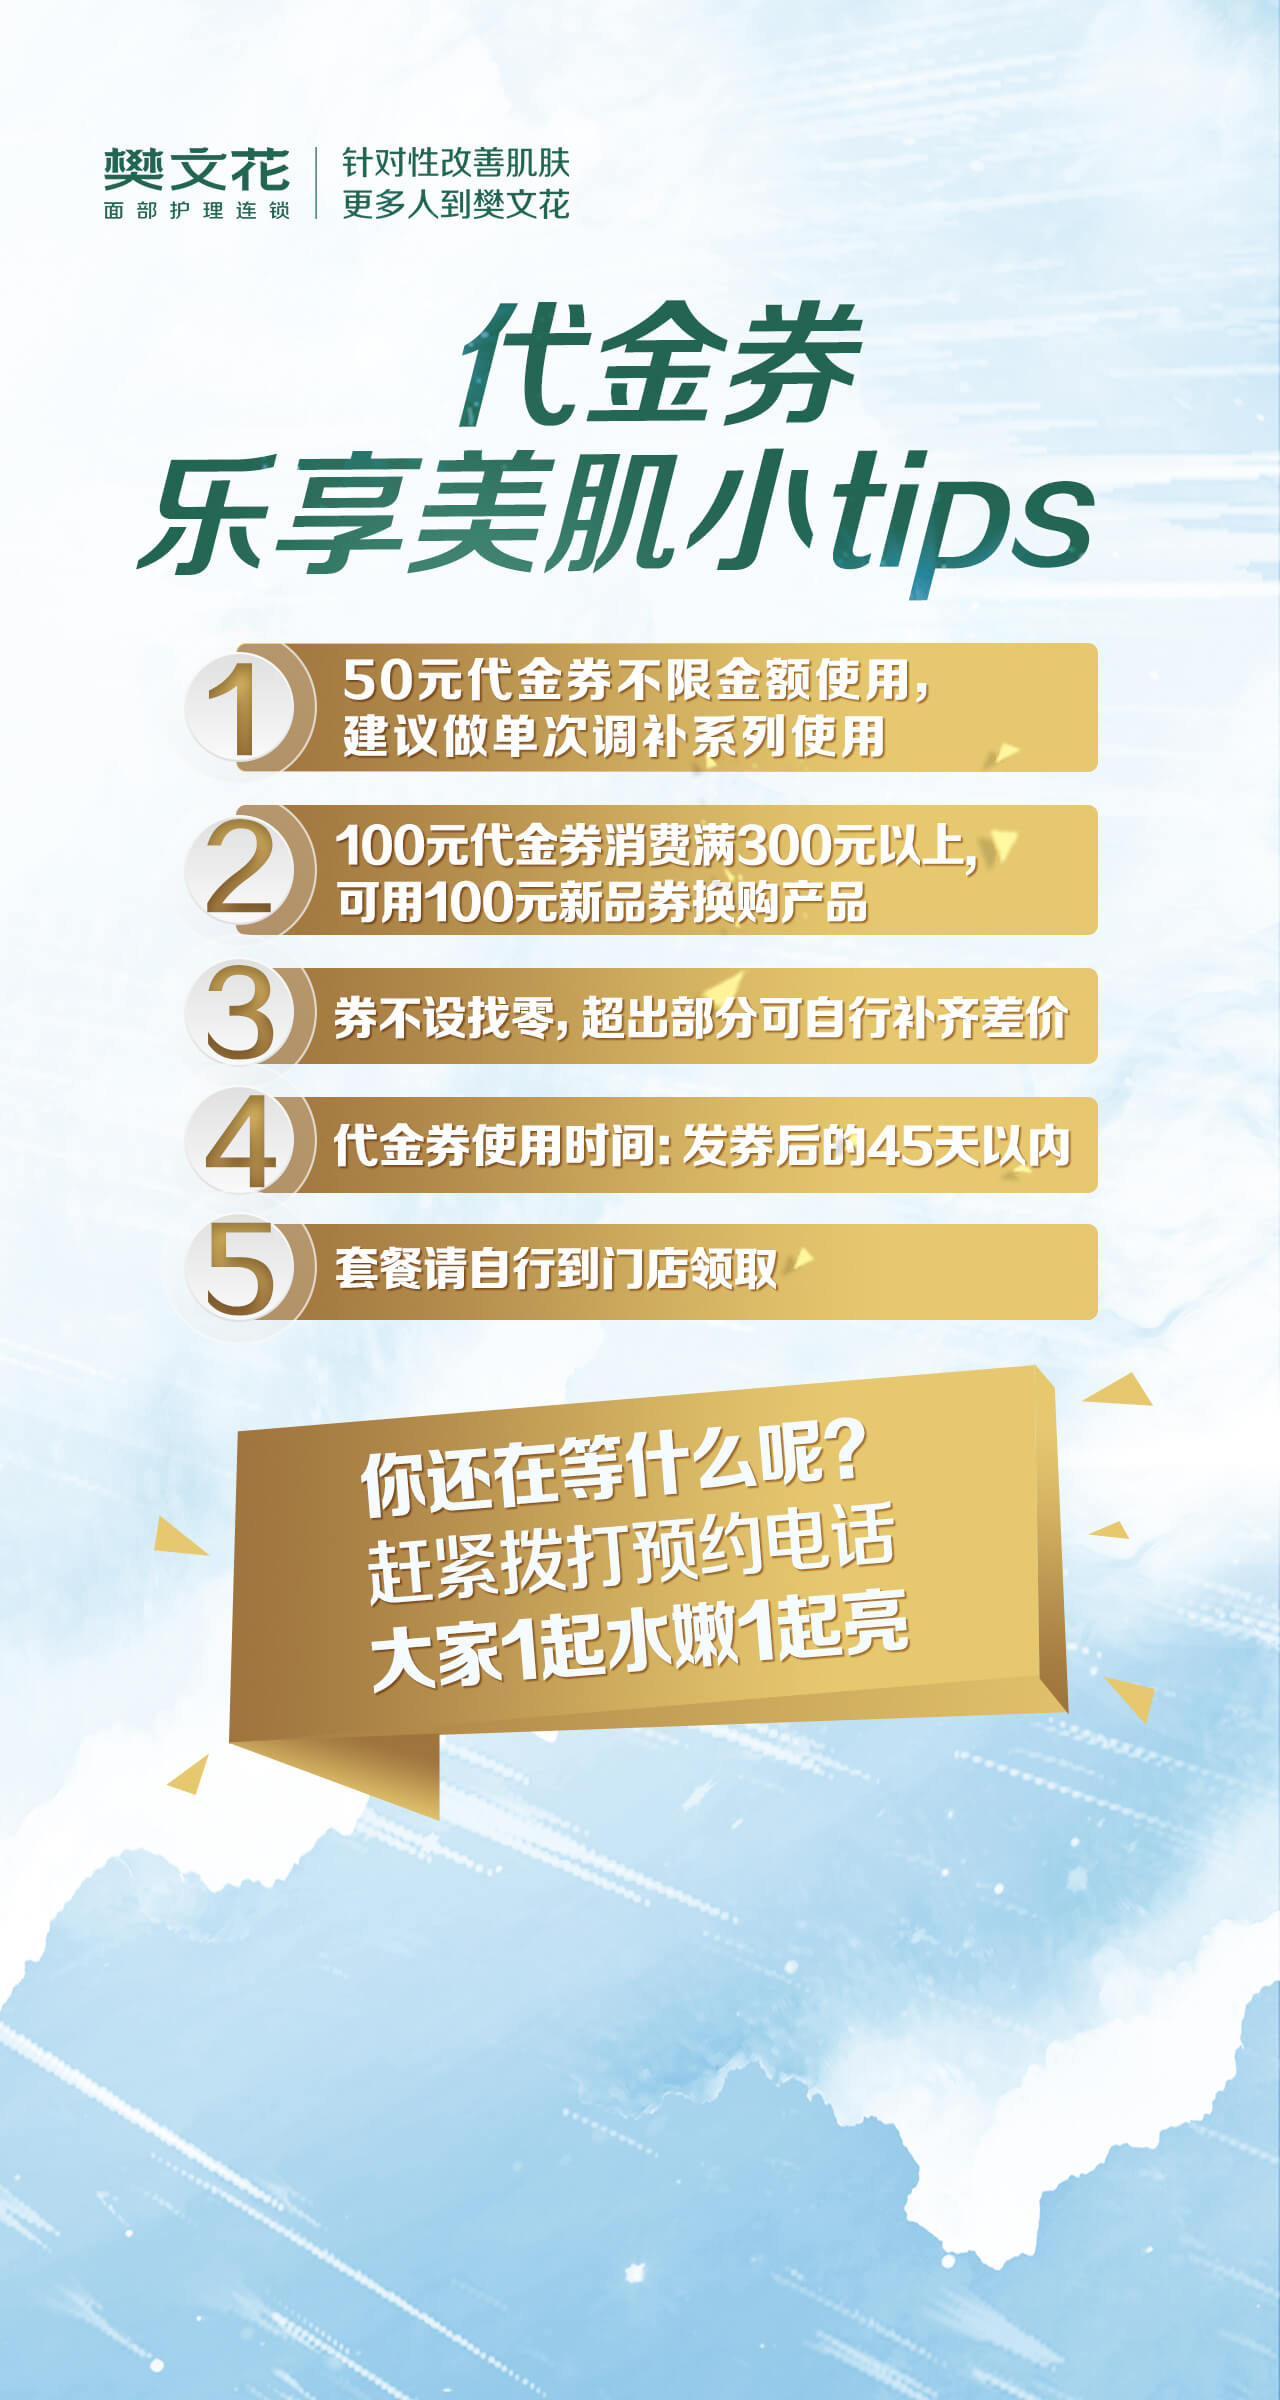 樊文花
面部护理连锁
针对性改善肌肤
更多人到樊文花
代金券
乐享美肌小tips
1
50元代金券不限金额使用，
建议做单次调补系列使用
2
100元代金券消费满300元以上，
可用100元新品券换购产品
3
券不设找零，超出部分可自行补齐差价
4
代金券使用时间：发券后的45天以内
5
套餐请自行到门店领取
你还在等什么呢？
赶紧拨打预约电话
大家1起水嫩1起亮